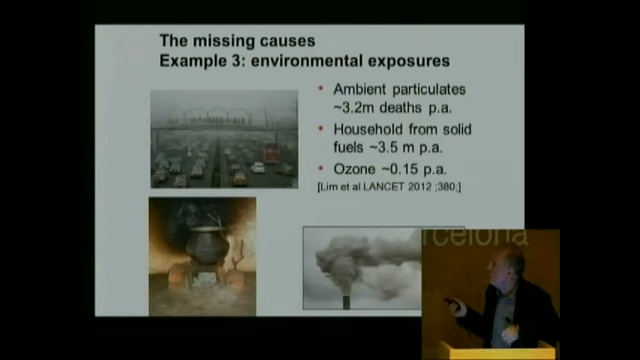 The missing causes
Example 3: environmental exposures
• Ambient particulates
~3.2m deaths p.a.
• Household from solid
fuels ~3.5 m p.a.
• Ozone ~0.15 p.a.
[Lim et al LANCET 2012 ;380;]
arcelona